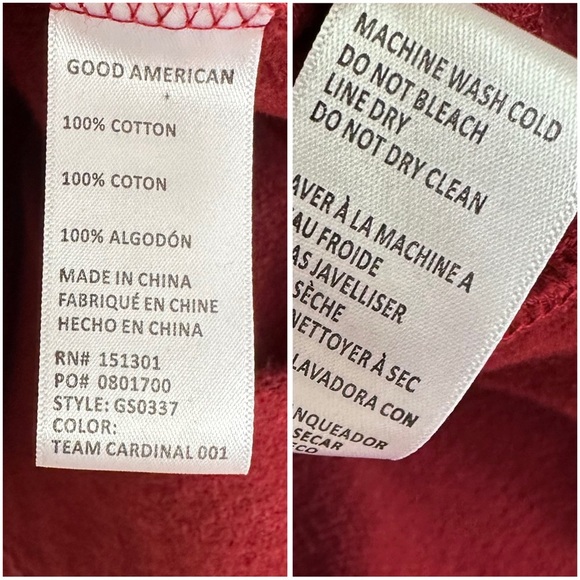 GOOD AMERICAN
100% COTTON
100% COTON
100% ALGODÓN
MADE IN CHINA
FABRIQUÉ EN CHINE
HECHO EN CHINA
RN# 151301
PO# 0801700
STYLE: GS0337
COLOR:
TEAM CARDINAL 001
MACHINE WASH COLD
DO NOT BLEACH
LINE DRY
DO NOT DRY CLEAN
AVER À LA MACHINE A
AU FROIDE
AS JAVELLISER
SÈCHE
NETTOYER À SEC
LAVADORA CON
NQUEADOR
SECAR
ECO